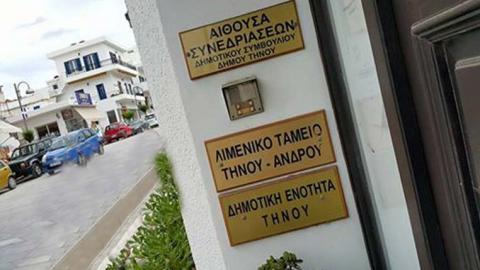 ΑΙΘΟΥΣΑ
ΣΥΝΕΔΡΙΑΣΕΩΝ
ΔΗΜΟΤΙΚΟΥ ΣΥΜΒΟΥΛΙΟΥ
ΔΗΜΟΥ ΤΗΝΟΥ
ΛΙΜΕΝΙΚΟ ΤΑΜΕΙΟ
ΤΗΝΟΥ - ΑΝΔΡΟΥ
ΔΗΜΟΤΙΚΗ ΕΝΟΤΗΤΑ
ΤΗΝΟΥ